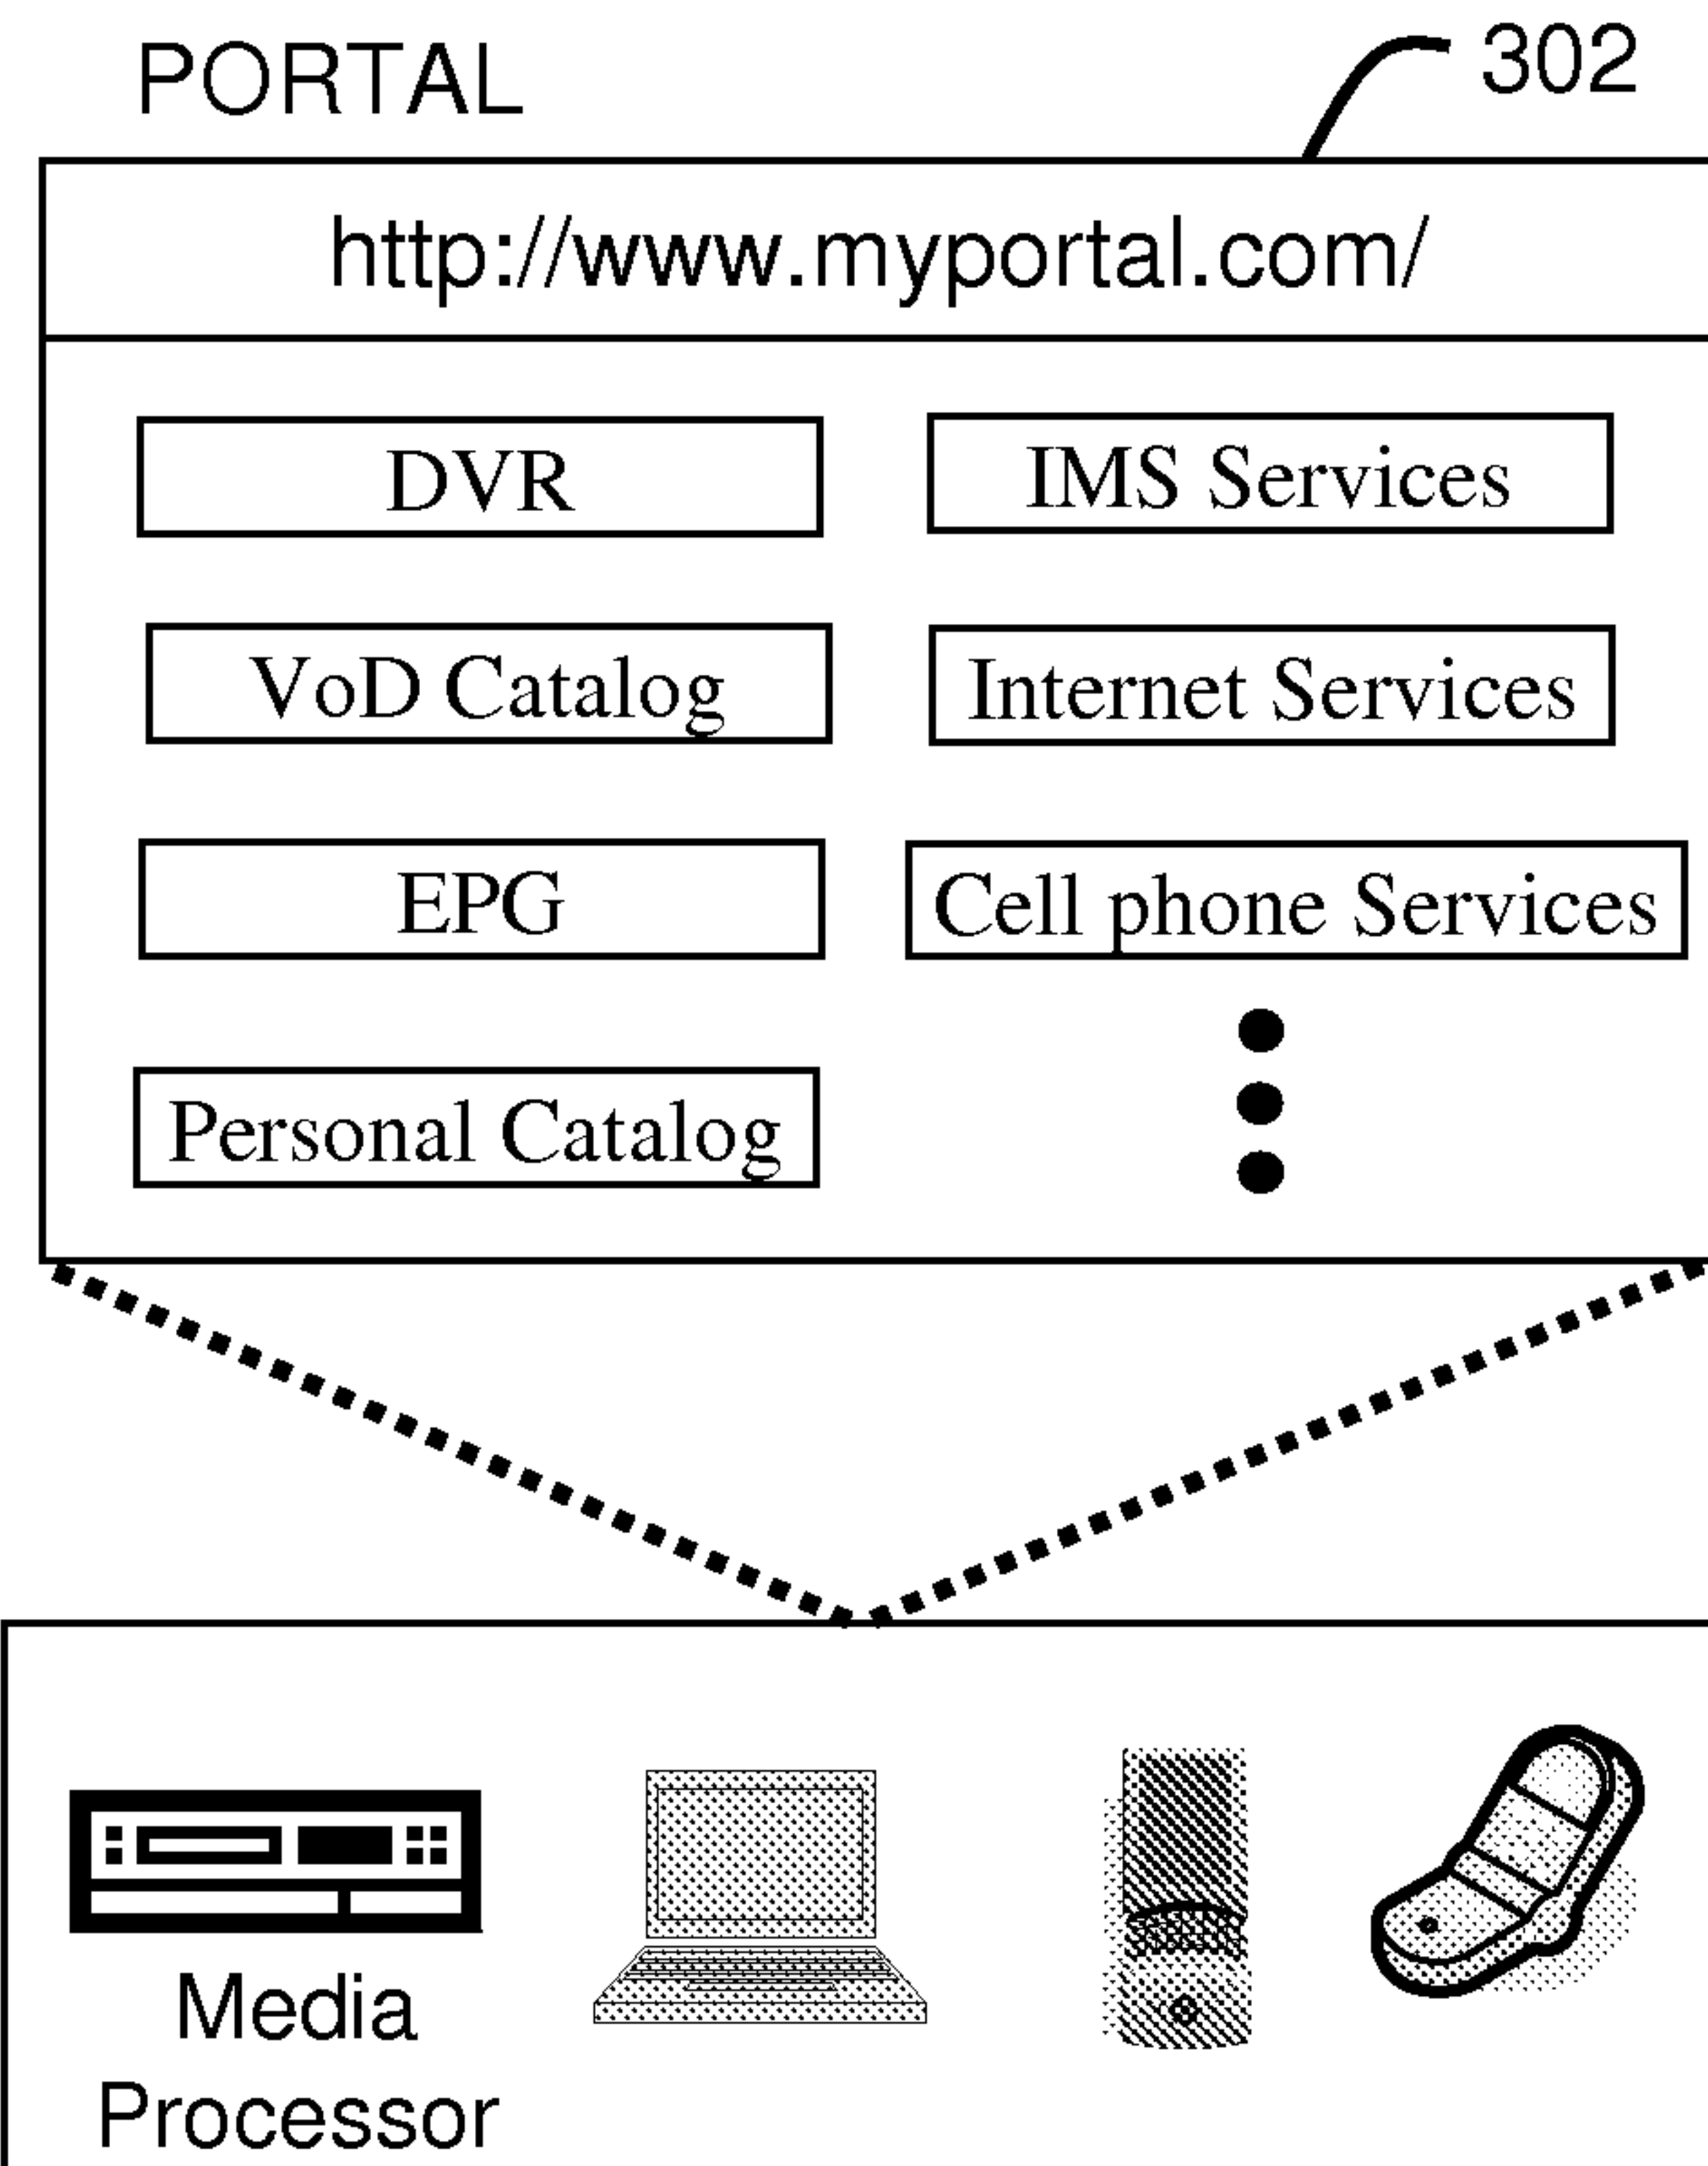 PORTAL
302
http://www.myportal.com/
DVR
IMS Services
VoD Catalog
Internet Services
EPG
Cell phone Services
Personal Catalog
Media
Processor